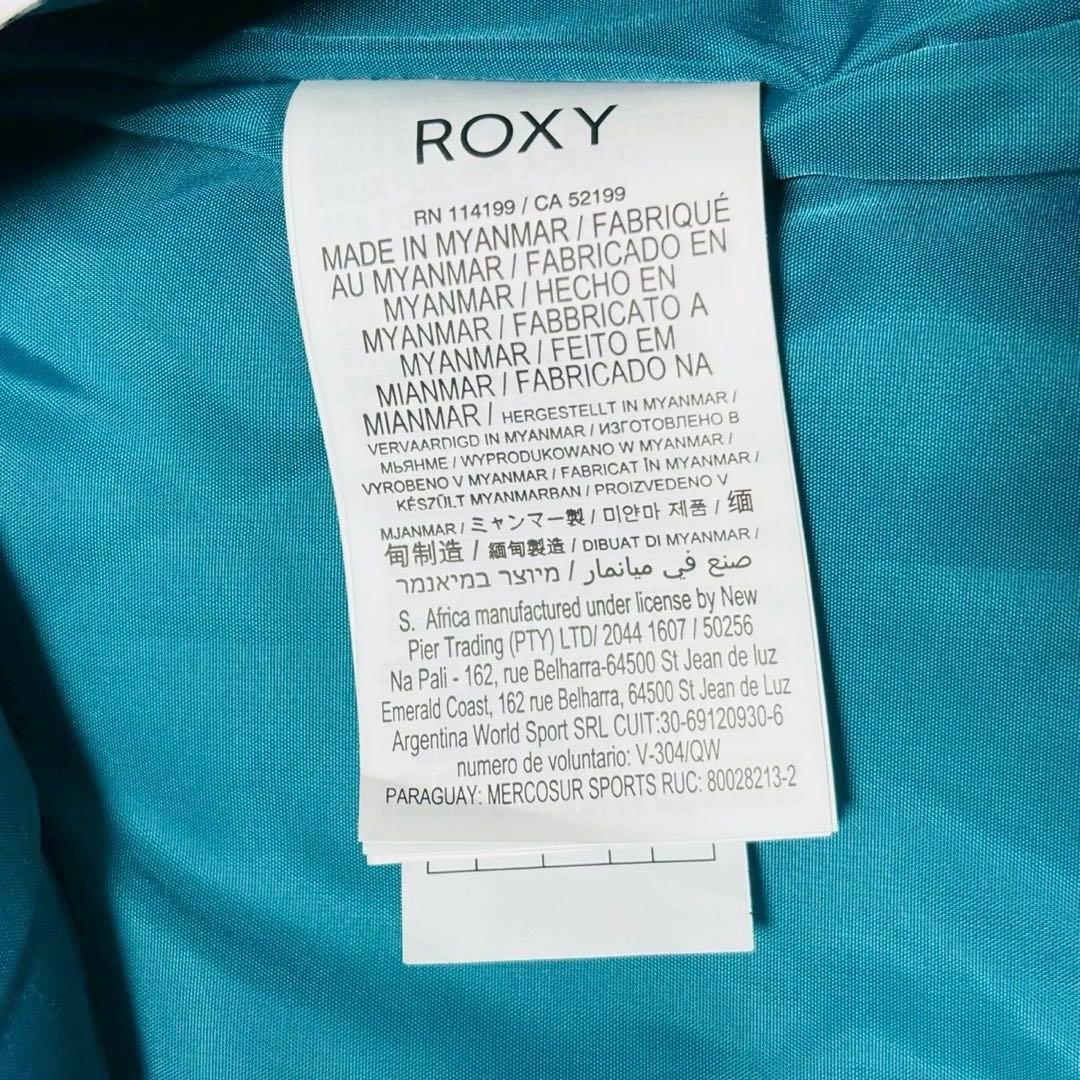 ROXY
RN 114199 / CA 52199
MADE IN MYANMAR / FABRIQUÉ
AU MYANMAR / FABRICADO EN
MYANMAR / HECHO EN
MYANMAR / FABBRICATO A
MYANMAR / FEITO EM
MIANMAR / FABRICADO NA
MIANMAR / HERGESTELLT IN MYANMAR /
VERVAARDIGD IN MYANMAR / ИЗГОТОВЛЕНО В
МЬЯНМЕ / WYPRODUKOWANO W MYANMAR /
VYROBENO V MYANMAR / FABRICAT ÎN MYANMAR /
KÉSZÜLT MYANMARBAN / PROIZVEDENO V
MJANMAR / ミャンマー製 / 미얀마 제품 / 缅
甸制造 / 緬甸製造 / DIBUAT DI MYANMAR /
صنع في ميانمار / מיוצר במיאנמר
S. Africa manufactured under license by New
Pier Trading (PTY) LTD/ 2044 1607 / 50256
Na Pali - 162, rue Belharra-64500 St Jean de luz
Emerald Coast, 162 rue Belharra, 64500 St Jean de Luz
Argentina World Sport SRL CUIT:30-69120930-6
numero de voluntario: V-304/QW
PARAGUAY: MERCOSUR SPORTS RUC: 80028213-2